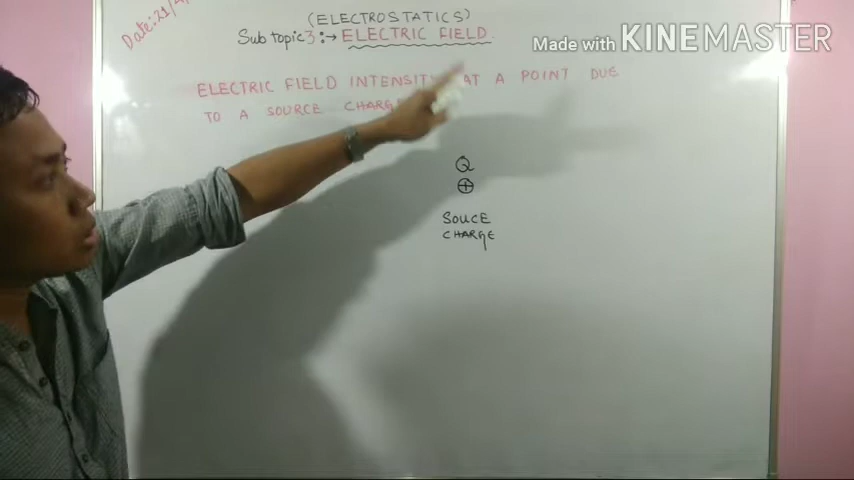 (ELECTROSTATICS)
Date: 21/4/
Sub topic 3:→ ELECTRIC FIELD.
Made with KINEMASTER
ELECTRIC FIELD INTENSITY AT A POINT DUE
TO A SOURCE CHARGE
Q
+
SOUCE
CHARGE